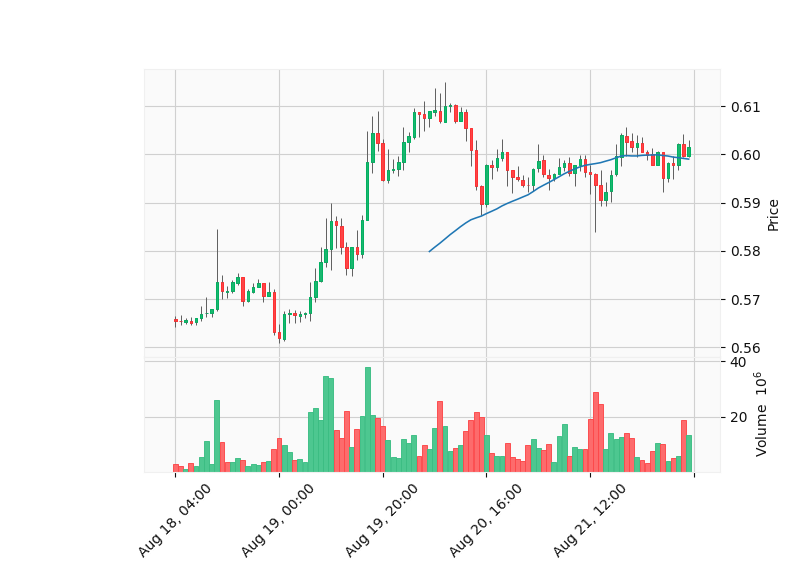 0.61
0.60
0.59
0.58
0.57
0.56
Price
40
20
Volume 10^6
Aug 18, 04:00
Aug 19, 00:00
Aug 19, 20:00
Aug 20, 16:00
Aug 21, 12:00